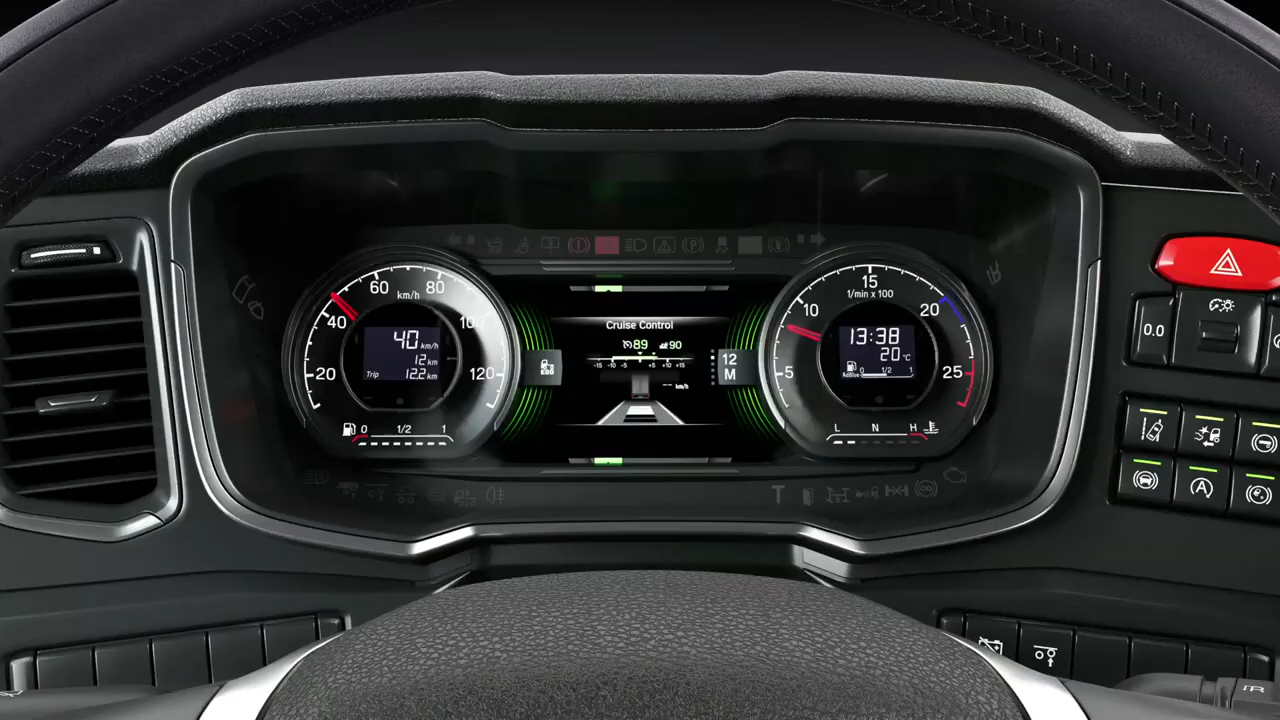 60
80
km/h
40
100
20
120
40 km/h
12 km
Trip 12.2 km
0 1/2 1
Cruise Control
89 90
-15 -10 -5 +5 +10 +15
-- km/h
12
M
15
1/min x 100
10
20
5
25
13:38
20 °C
0 1/2 1
AdBlue
L N H
P
T
0.0
A
R